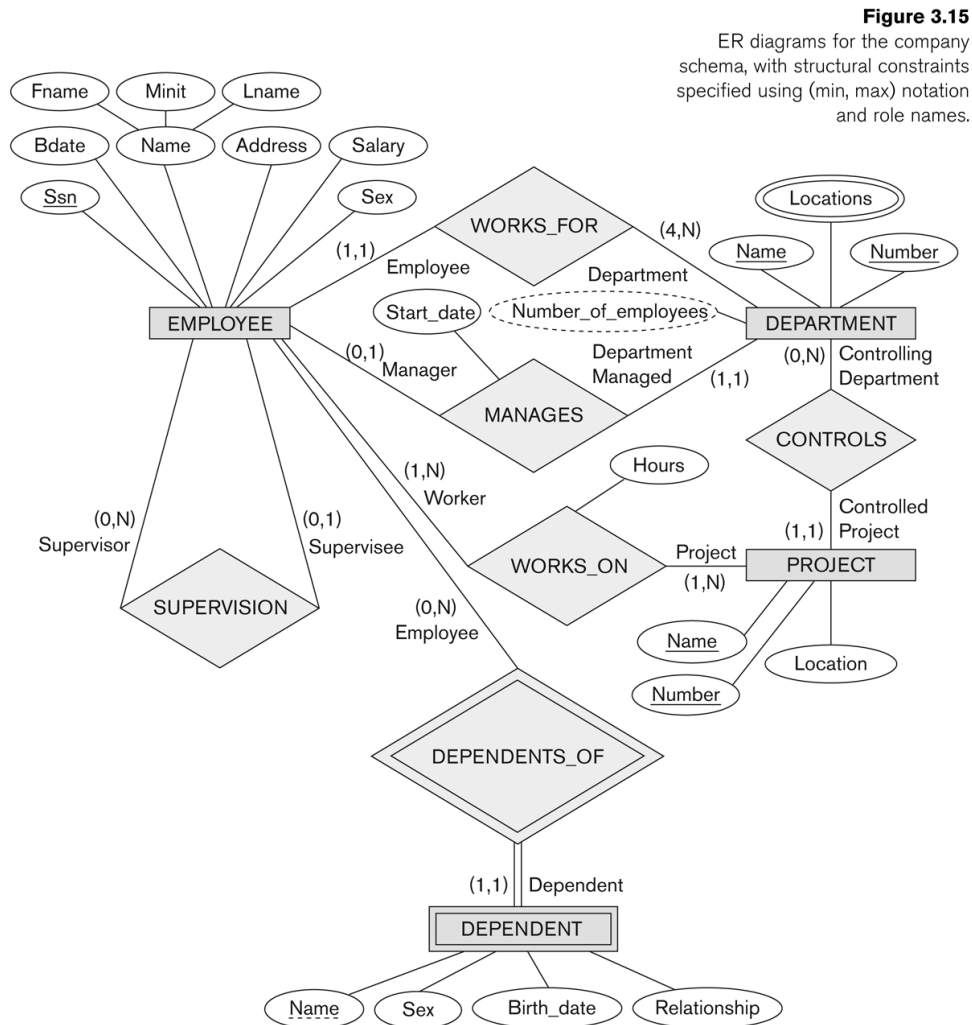 Figure 3.15
ER diagrams for the company
schema, with structural constraints
specified using (min, max) notation
and role names.
Fname
Minit
Lname
Bdate
Name
Address
Salary
Ssn
Sex
WORKS_FOR
Locations
(1,1)
Employee
(4,N)
Department
Name
Number
Start_date
Number_of_employees
EMPLOYEE
DEPARTMENT
(0,1)
Manager
Department
Managed
(1,1)
(0,N)
Controlling
Department
MANAGES
CONTROLS
(1,N)
Worker
Hours
(0,N)
Supervisor
(0,1)
Supervisee
Controlled
Project
(1,1)
SUPERVISION
WORKS_ON
Project
(1,N)
PROJECT
(0,N)
Employee
Name
Location
Number
DEPENDENTS_OF
(1,1)
Dependent
DEPENDENT
Name
Sex
Birth_date
Relationship